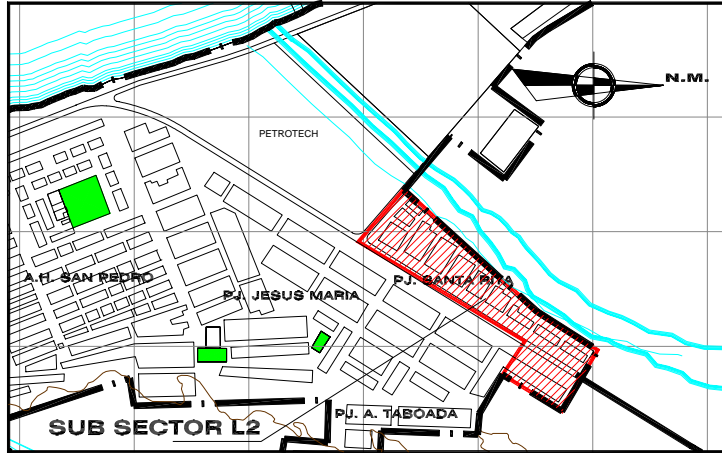 N.M.
PETROTECH
A.H. SAN PEDRO
PJ. SANTA RITA
PJ. JESUS MARIA
PJ. A. TABOADA
SUB SECTOR L2